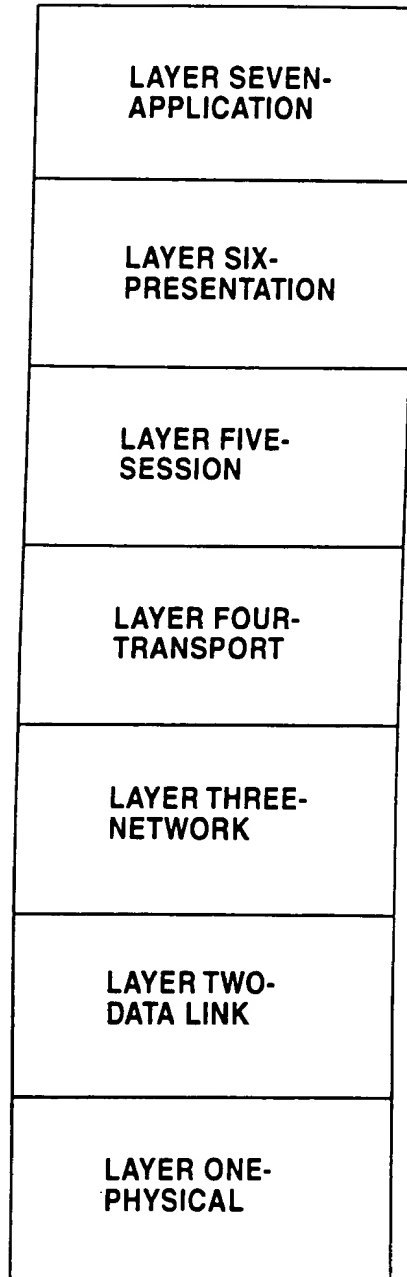 LAYER SEVEN-
APPLICATION
LAYER SIX-
PRESENTATION
LAYER FIVE-
SESSION
LAYER FOUR-
TRANSPORT
LAYER THREE-
NETWORK
LAYER TWO-
DATA LINK
LAYER ONE-
PHYSICAL